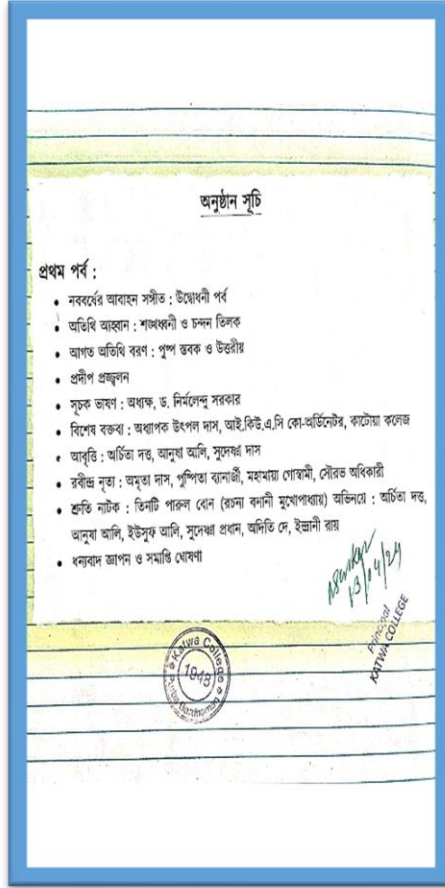 অনুষ্ঠান সূচি
প্রথম পর্ব :
• নববর্ষের আবাহন সঙ্গীত : উদ্বোধনী পর্ব
• অতিথি আহ্বান : শঙ্খধ্বনী ও চন্দন তিলক
• আগত অতিথি বরণ : পুষ্প স্তবক ও উত্তরীয়
• প্রদীপ প্রজ্জ্বলন
• সূচক ভাষণ : অধ্যক্ষ, ড. নির্মলেন্দু সরকার
• বিশেষ বক্তব্য : অধ্যাপক উৎপল দাস, আই.কিউ.এ.সি কো-অর্ডিনেটর, কাটোয়া কলেজ
• আবৃত্তি : অর্চিতা দত্ত, আনুষা আলি, সুদেষ্ণা দাস
• রবীন্দ্র নৃত্য : অমৃতা দাস, পুষ্পিতা ব্যানার্জী, মহামায়া গোস্বামী, সৌরভ অধিকারী
• শ্রুতি নাটক : তিনটি পারুল বোন (রচনা বনানী মুখোপাধ্যায়) অভিনয়ে : অর্চিতা দত্ত,
আনুষা আলি, ইউসুফ আলি, সুদেষ্ণা প্রধান, অদিতি দে, ইন্দ্রানী রায়
• ধন্যবাদ জ্ঞাপন ও সমাপ্তি ঘোষণা
13/04/24
Principal
KATWA COLLEGE
Katwa College
1948
Purba Bardhaman